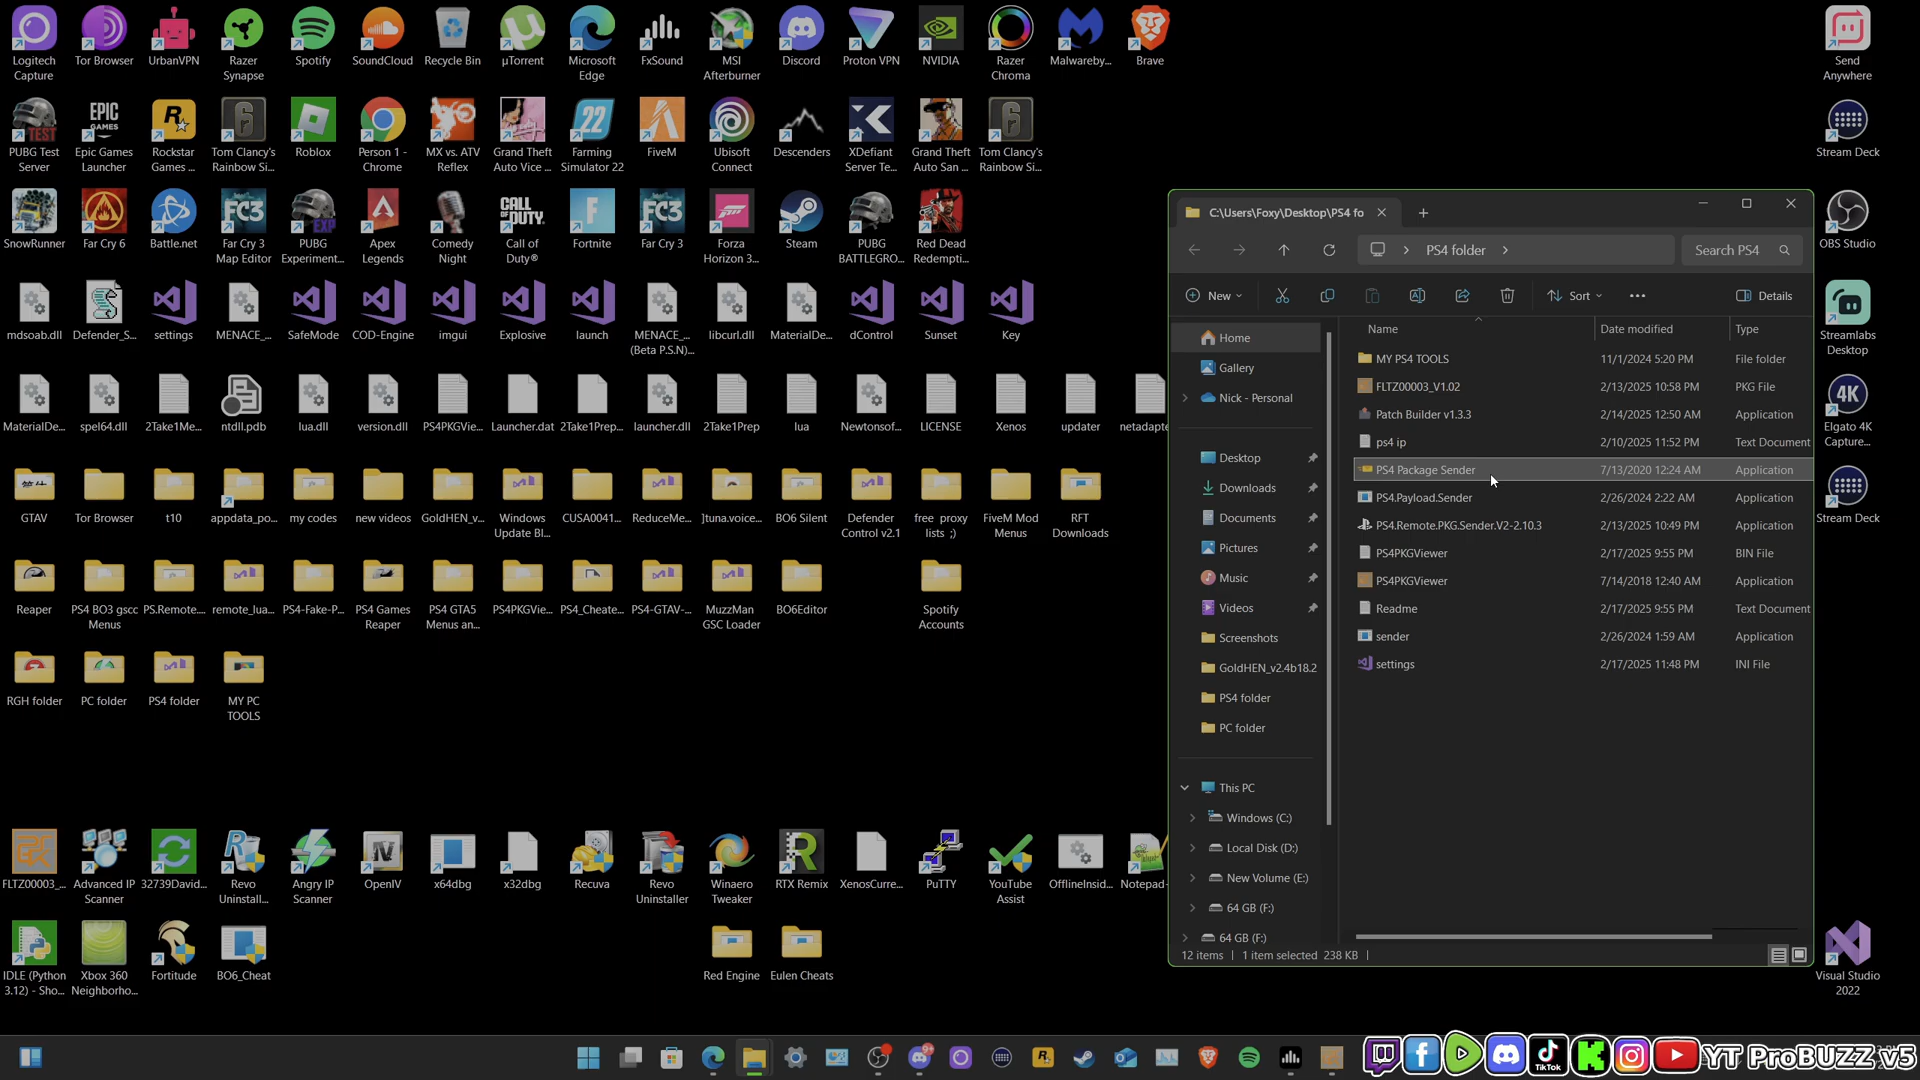 Logitech Capture
Tor Browser
UrbanVPN
Razer Synapse
Spotify
SoundCloud
Recycle Bin
µTorrent
Microsoft Edge
FxSound
MSI Afterburner
Discord
Proton VPN
NVIDIA
Razer Chroma
Malwareby...
Brave
Send Anywhere
PUBG Test Server
Epic Games Launcher
Rockstar Games ...
Tom Clancy's Rainbow Si...
Roblox
Person 1 - Chrome
MX vs. ATV Reflex
Grand Theft Auto Vice ...
Farming Simulator 22
FiveM
Ubisoft Connect
Descenders
XDefiant Server Te...
Grand Theft Auto San ...
Tom Clancy's Rainbow Si...
Stream Deck
SnowRunner
Far Cry 6
Battle.net
Far Cry 3 Map Editor
PUBG Experiment...
Apex Legends
Comedy Night
Call of Duty®
Fortnite
Far Cry 3
Forza Horizon 3...
Steam
PUBG BATTLEGRO...
Red Dead Redempti...
OBS Studio
mdsoab.dll
Defender_S...
settings
MENACE_...
SafeMode
COD-Engine
imgui
Explosive
launch
MENACE_... (Beta P.S.N)...
libcurl.dll
MaterialDe...
dControl
Sunset
Key
Streamlabs Desktop
MaterialDe...
spel64.dll
2Take1Me...
ntdll.pdb
lua.dll
version.dll
PS4PKGVie...
Launcher.dat
2Take1Prep...
launcher.dll
2Take1Prep
lua
Newtonsof...
LICENSE
Xenos
updater
netadapte
Elgato 4K Capture...
GTAV
Tor Browser
t10
appdata_po...
my codes
new videos
GoldHEN_v...
Windows Update Bl...
CUSA0041...
ReduceMe...
]tuna.voice...
BO6 Silent
Defender Control v2.1
free proxy lists ;)
FiveM Mod Menus
RFT Downloads
Stream Deck
Reaper
PS4 BO3 gscc Menus
PS.Remote....
remote_lua...
PS4-Fake-P...
PS4 Games Reaper
PS4 GTA5 Menus an...
PS4PKGVie...
PS4_Cheate...
PS4-GTAV-...
MuzzMan GSC Loader
BO6Editor
Spotify Accounts
RGH folder
PC folder
PS4 folder
MY PC TOOLS
FLTZ00003_...
Advanced IP Scanner
32739David...
Revo Uninstall...
Angry IP Scanner
OpenIV
x64dbg
x32dbg
Recuva
Revo Uninstaller
Winaero Tweaker
RTX Remix
XenosCurre...
PuTTY
YouTube Assist
OfflineInsid...
Notepad-
IDLE (Python 3.12) - Sho...
Xbox 360 Neighborho...
Fortitude
BO6_Cheat
Red Engine
Eulen Cheats
Visual Studio 2022
C:\Users\Foxy\Desktop\PS4 fo
PS4 folder
Search PS4
New
Sort
Details
Name Date modified Type
Home
Gallery
Nick - Personal
Desktop
Downloads
Documents
Pictures
Music
Videos
Screenshots
GoldHEN_v2.4b18.2
PS4 folder
PC folder
This PC
Windows (C:)
Local Disk (D:)
New Volume (E:)
64 GB (F:)
64 GB (F:)
MY PS4 TOOLS 11/1/2024 5:20 PM File folder
FLTZ00003_V1.02 2/13/2025 10:58 PM PKG File
Patch Builder v1.3.3 2/14/2025 12:50 AM Application
ps4 ip 2/10/2025 11:52 PM Text Document
PS4 Package Sender 7/13/2020 12:24 AM Application
PS4.Payload.Sender 2/26/2024 2:22 AM Application
PS4.Remote.PKG.Sender.V2-2.10.3 2/13/2025 10:49 PM Application
PS4PKGViewer 2/17/2025 9:55 PM BIN File
PS4PKGViewer 7/14/2018 12:40 AM Application
Readme 2/17/2025 9:55 PM Text Document
sender 2/26/2024 1:59 AM Application
settings 2/17/2025 11:48 PM INI File
12 items 1 item selected 238 KB
TikTok
YT ProBUZZ v5